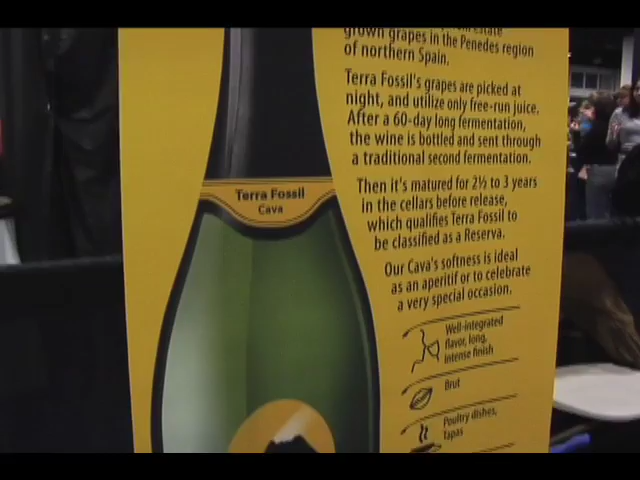 estate
grown grapes in the Penedes region
of northern Spain.
Terra Fossil's grapes are picked at
night, and utilize only free-run juice.
After a 60-day long fermentation,
the wine is bottled and sent through
a traditional second fermentation.
Then it's matured for 2½ to 3 years
in the cellars before release,
which qualifies Terra Fossil to
be classified as a Reserva.
Our Cava's softness is ideal
as an aperitif or to celebrate
a very special occasion.
Well-integrated
flavor, long,
intense finish
Brut
Poultry dishes,
Tapas
Terra Fossil
Cava